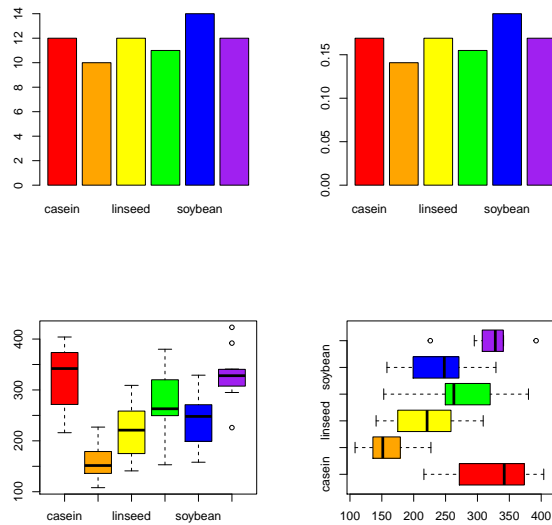 14
12
10
8
6
4
2
0
casein linseed soybean
0.15
0.10
0.05
0.00
casein linseed soybean
400
300
200
100
casein linseed soybean
soybean
linseed
casein
100 150 200 250 300 350 400